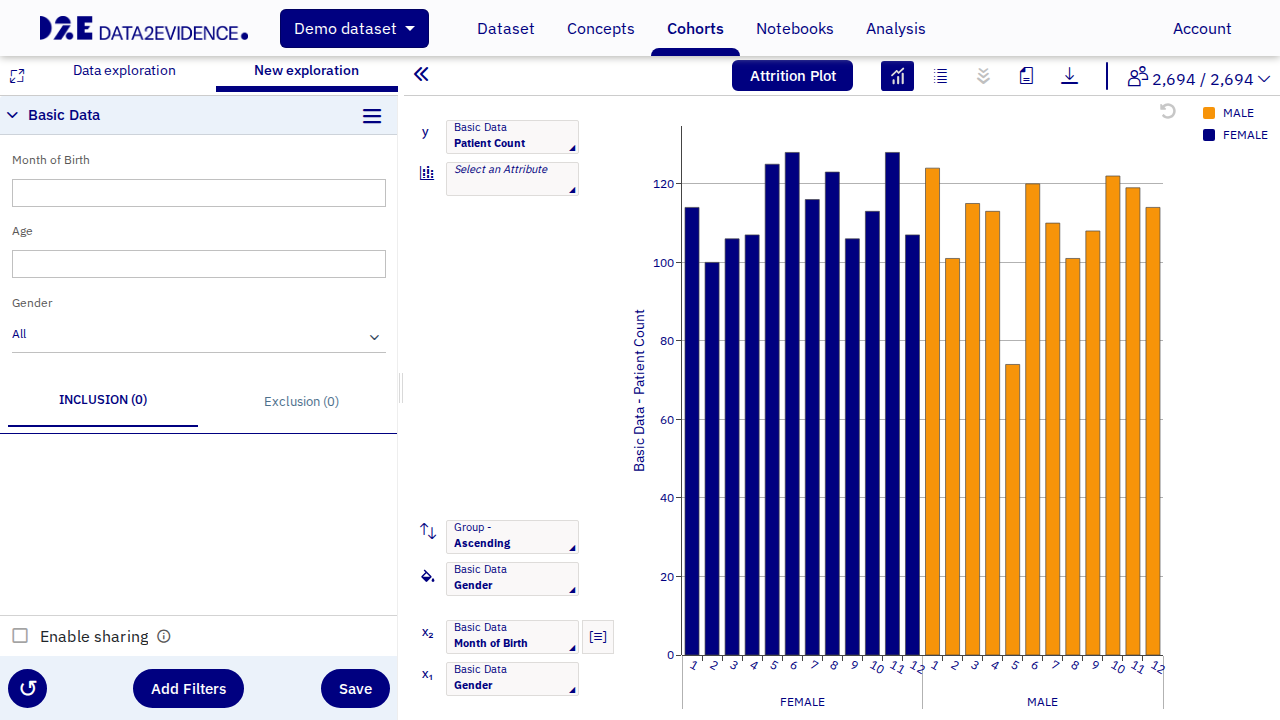 D2E DATA2EVIDENCE.
Demo dataset
Dataset
Concepts
Cohorts
Notebooks
Analysis
Account
Data exploration
New exploration
Attrition Plot
2,694 / 2,694
Basic Data
Month of Birth
Age
Gender
All
INCLUSION (0)
Exclusion (0)
Enable sharing
Add Filters
Save
y
Basic Data
Patient Count
Select an Attribute
Group -
Ascending
Basic Data
Gender
X₂
Basic Data
Month of Birth
[≡]
X₁
Basic Data
Gender
MALE
FEMALE
Basic Data - Patient Count
120
100
80
60
40
20
0
1 2 3 4 5 6 7 8 9 10 11 12 1 2 3 4 5 6 7 8 9 10 11 12
FEMALE
MALE